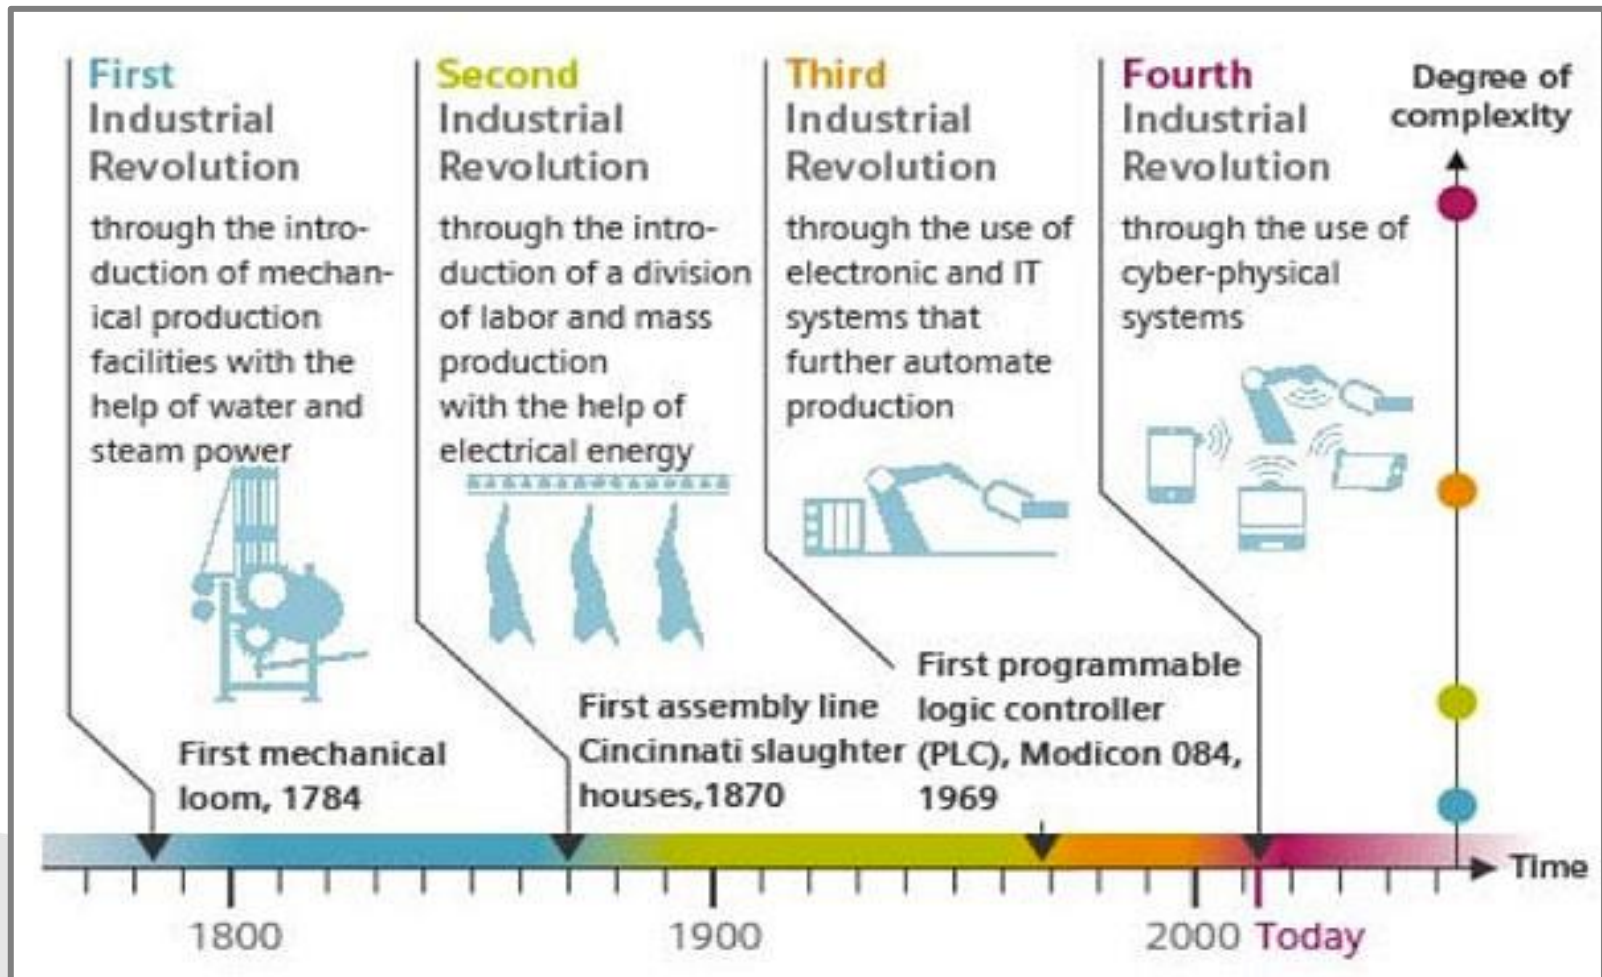 First
Industrial
Revolution
through the intro-
duction of mechan-
ical production
facilities with the
help of water and
steam power
First mechanical
loom, 1784
Second
Industrial
Revolution
through the intro-
duction of a division
of labor and mass
production
with the help of
electrical energy
First assembly line
Cincinnati slaughter
houses,1870
Third
Industrial
Revolution
through the use of
electronic and IT
systems that
further automate
production
First programmable
logic controller
(PLC), Modicon 084,
1969
Fourth
Industrial
Revolution
through the use of
cyber-physical
systems
Degree of
complexity
Time
1800
1900
2000
Today